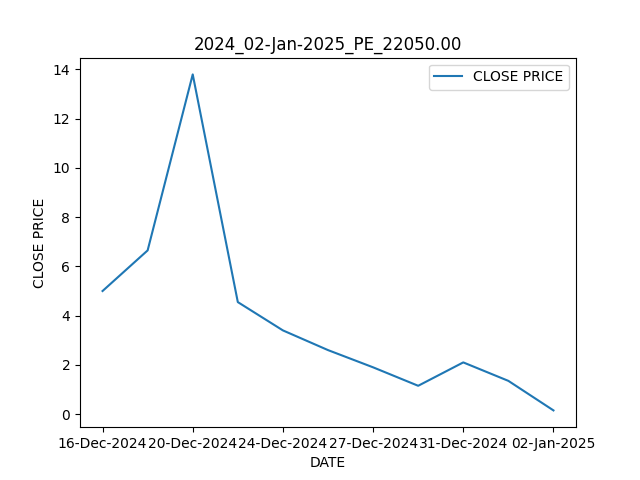 2024_02-Jan-2025_PE_22050.00
CLOSE PRICE
14
12
10
8
6
4
2
0
CLOSE PRICE
16-Dec-2024 20-Dec-2024 24-Dec-2024 27-Dec-2024 31-Dec-2024 02-Jan-2025
DATE